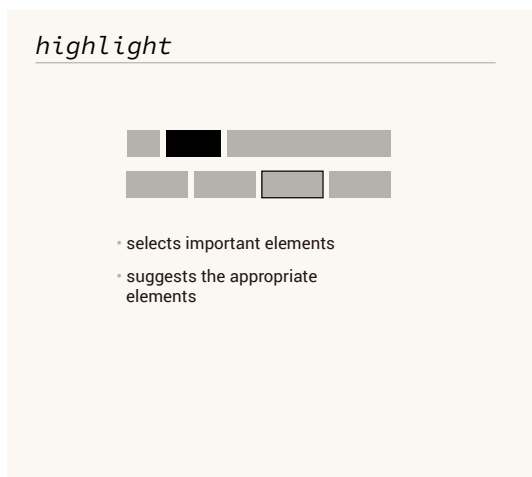 highlight
• selects important elements
• suggests the appropriate
elements